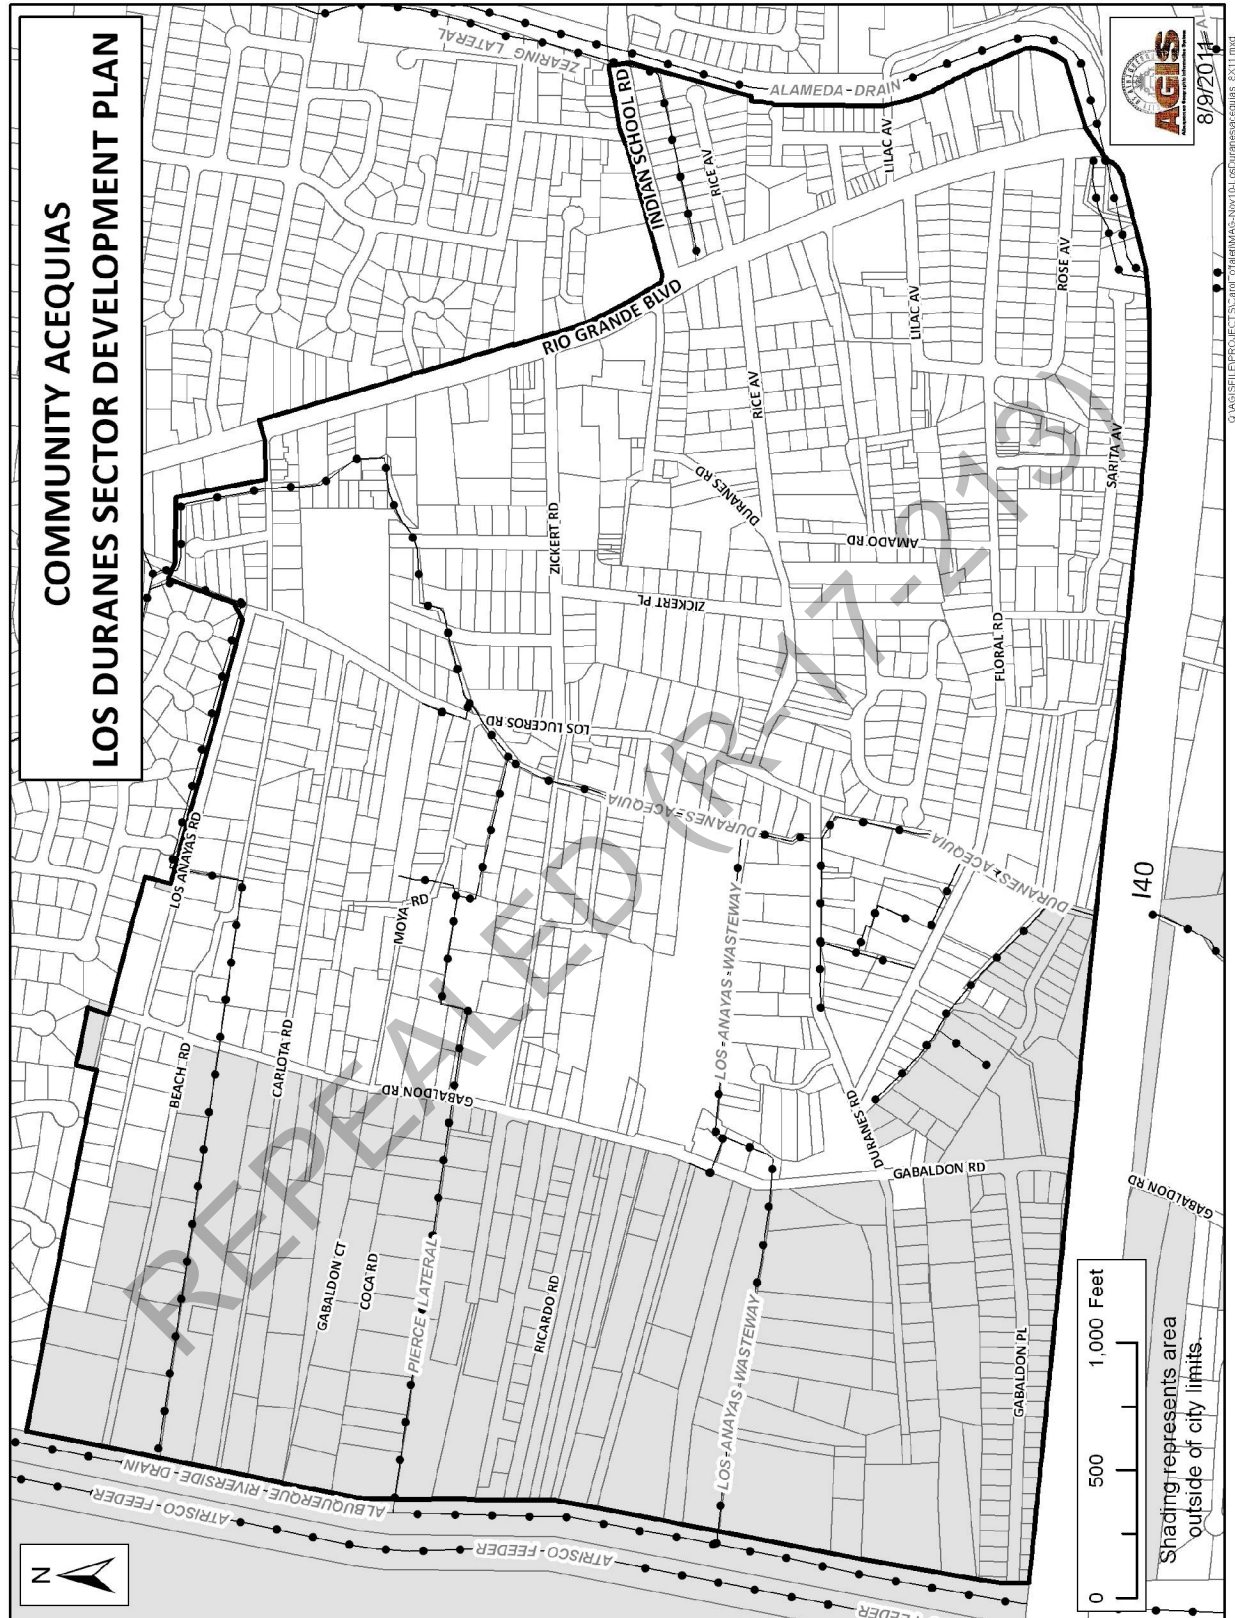 COMMUNITY ACEQUIAS
LOS DURANES SECTOR DEVELOPMENT PLAN
N
AGIS
8/9/2011
ZEARING LATERAL
ALAMEDA-DRAIN
INDIAN SCHOOL RD
RICE AV
LILAC AV
RIO GRANDE BLVD
LILAC AV
ROSE AV
RICE AV
SARITA AV
DURANES RD
AMADO RD
ZICKERT RD
ZICKERT PL
FLORAL RD
LOS LUCEROS RD
DURANES-ACEQUIA
DURANES-ACEQUIA
LOS ANAYAS RD
MOYA RD
LOS-ANAYAS-WASTEWAY
I40
BEACH RD
CARLOTA RD
GABALDON RD
DURANES RD
GABALDON RD
GABALDON RD
GABALDON CT
COCA RD
PIERCE LATERAL
RICARDO RD
LOS-ANAYAS-WASTEWAY
GABALDON PL
ALBUQUERQUE-RIVERSIDE-DRAIN
ATRISCO-FEEDER
ATRISCO-FEEDER
FEEDER
REPEALED (R-17-213)
0 500 1,000 Feet
Shading represents area
outside of city limits.